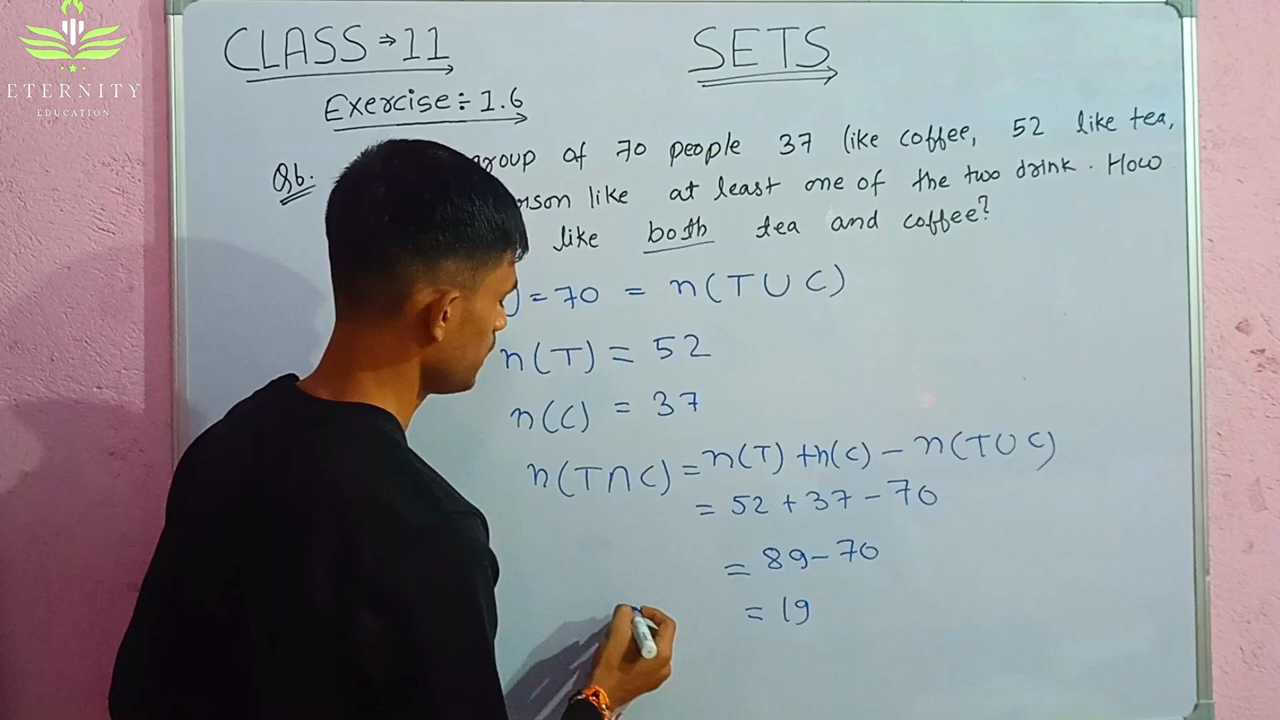 ETERNITY
EDUCATION
CLASS → 11
SETS
Exercise ÷ 1.6
Q6. group of 70 people 37 like coffee, 52 like tea,
like at least one of the two drink. How
like both tea and coffee?
= 70 = n(T∪C)
n(T) = 52
n(C) = 37
n(T∩C) = n(T) + n(C) - n(T∪C)
= 52 + 37 - 70
= 89 - 70
= 19